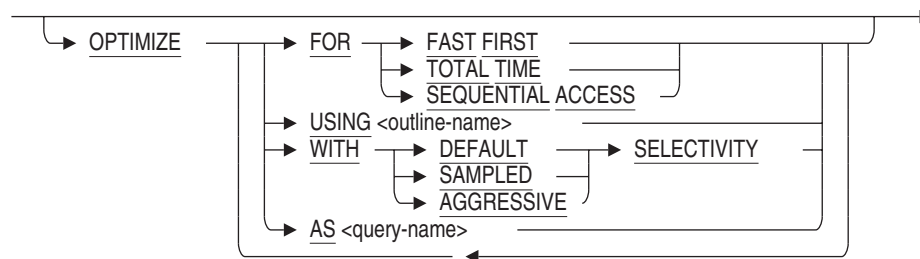 OPTIMIZE FOR FAST FIRST
TOTAL TIME
SEQUENTIAL ACCESS
USING <outline-name>
WITH DEFAULT SELECTIVITY
SAMPLED
AGGRESSIVE
AS <query-name>